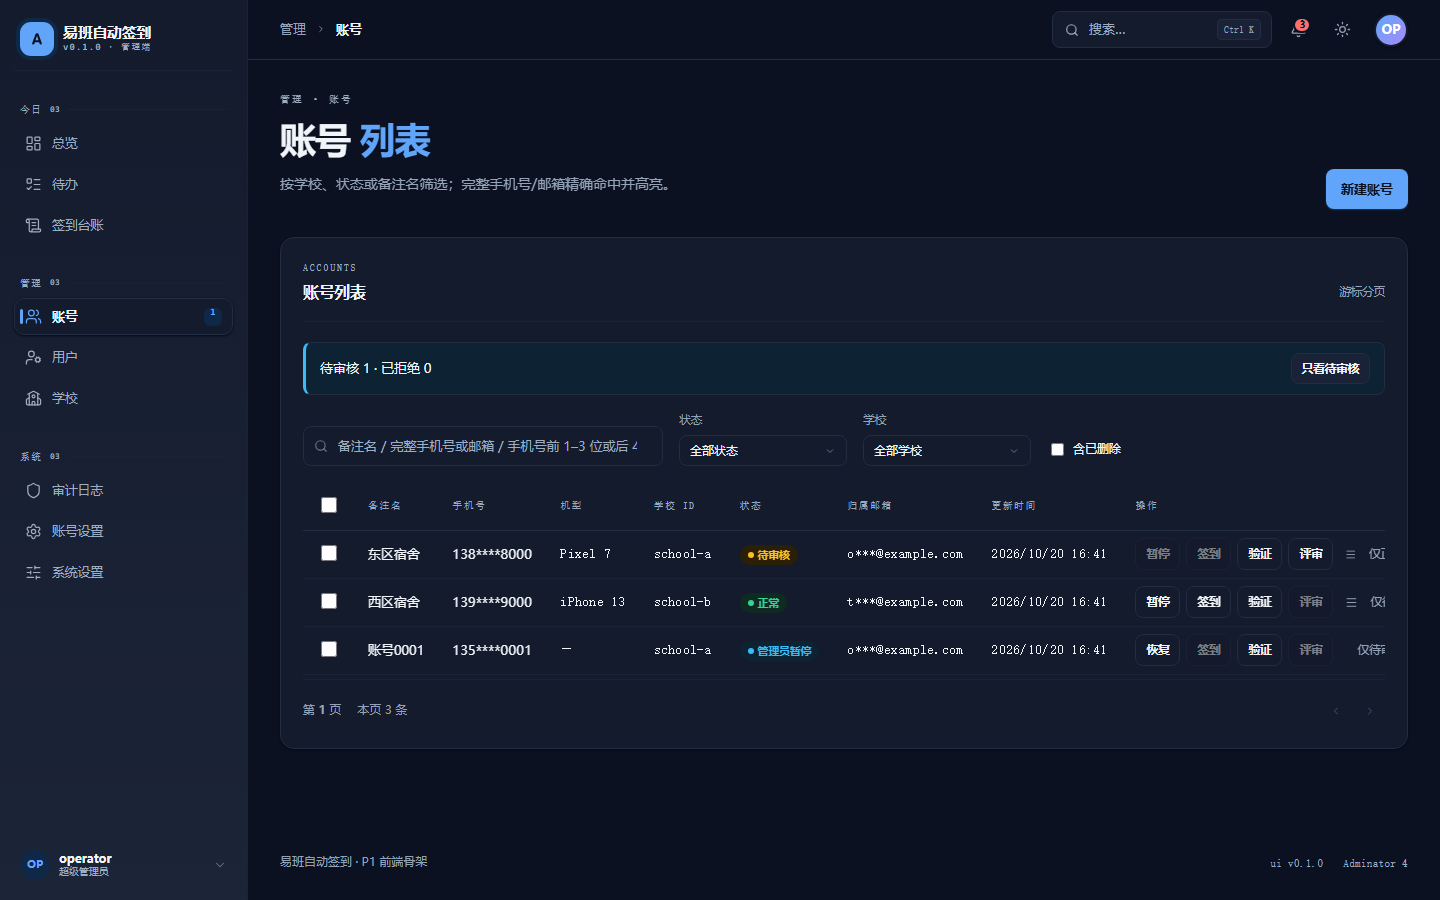 A
易班自动签到
v0.1.0 · 管理端
今日 03
总览
待办
签到台账
管理 03
账号 1
用户
学校
系统 03
审计日志
账号设置
系统设置
OP
operator
超级管理员
管理 › 账号
搜索... Ctrl K
3
OP
管理 · 账号
账号 列表
按学校、状态或备注名筛选；完整手机号/邮箱精确命中并高亮。
新建账号
ACCOUNTS
账号列表
游标分页
待审核 1 · 已拒绝 0
只看待审核
状态
学校
备注名 / 完整手机号或邮箱 / 手机号前 1–3 位或后
全部状态
全部学校
含已删除
备注名 手机号 机型 学校 ID 状态 归属邮箱 更新时间 操作
东区宿舍 138****8000 Pixel 7 school-a 待审核 o***@example.com 2026/10/20 16:41 暂停 签到 验证 评审 ☰ 仅
西区宿舍 139****9000 iPhone 13 school-b 正常 t***@example.com 2026/10/20 16:41 暂停 签到 验证 评审 ☰ 仅
账号0001 135****0001 — school-a 管理员暂停 o***@example.com 2026/10/20 16:41 恢复 签到 验证 评审 仅待
第 1 页 本页 3 条
‹ ›
易班自动签到 · P1 前端骨架
ui v0.1.0 Adminator 4